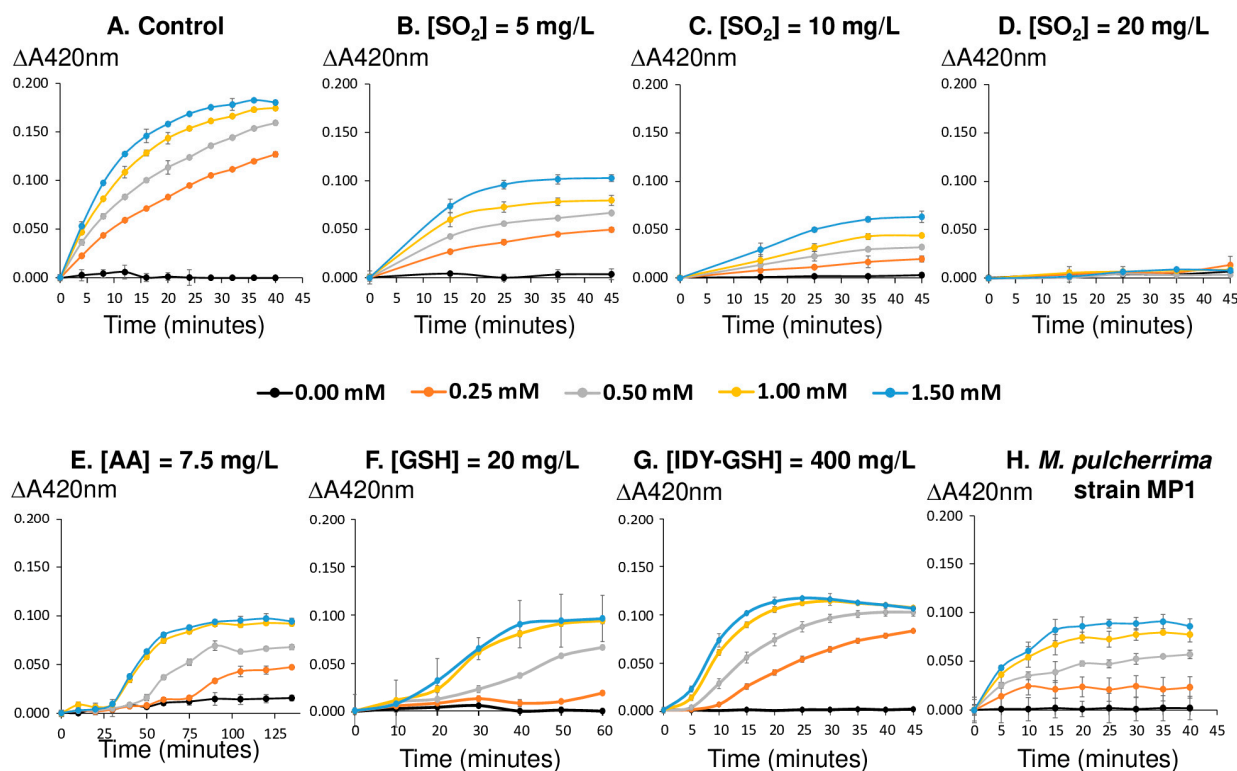 A. Control
B. [SO₂] = 5 mg/L
C. [SO₂] = 10 mg/L
D. [SO₂] = 20 mg/L
ΔA420nm
ΔA420nm
ΔA420nm
ΔA420nm
0.200 0.200 0.200 0.200
0.150 0.150 0.150 0.150
0.100 0.100 0.100 0.100
0.050 0.050 0.050 0.050
0.000 0.000 0.000 0.000
0 5 10 15 20 25 30 35 40 45
0 5 10 15 20 25 30 35 40 45
0 5 10 15 20 25 30 35 40 45
0 5 10 15 20 25 30 35 40 45
Time (minutes)
Time (minutes)
Time (minutes)
Time (minutes)
0.00 mM 0.25 mM 0.50 mM 1.00 mM 1.50 mM
E. [AA] = 7.5 mg/L
F. [GSH] = 20 mg/L
G. [IDY-GSH] = 400 mg/L
H. M. pulcherrima
strain MP1
ΔA420nm
ΔA420nm
ΔA420nm
ΔA420nm
0.200 0.200 0.200 0.200
0.150 0.150 0.150 0.150
0.100 0.100 0.100 0.100
0.050 0.050 0.050 0.050
0.000 0.000 0.000 0.000
0 25 50 75 100 125
0 10 20 30 40 50 60
0 5 10 15 20 25 30 35 40 45
0 5 10 15 20 25 30 35 40 45
Time (minutes)
Time (minutes)
Time (minutes)
Time (minutes)